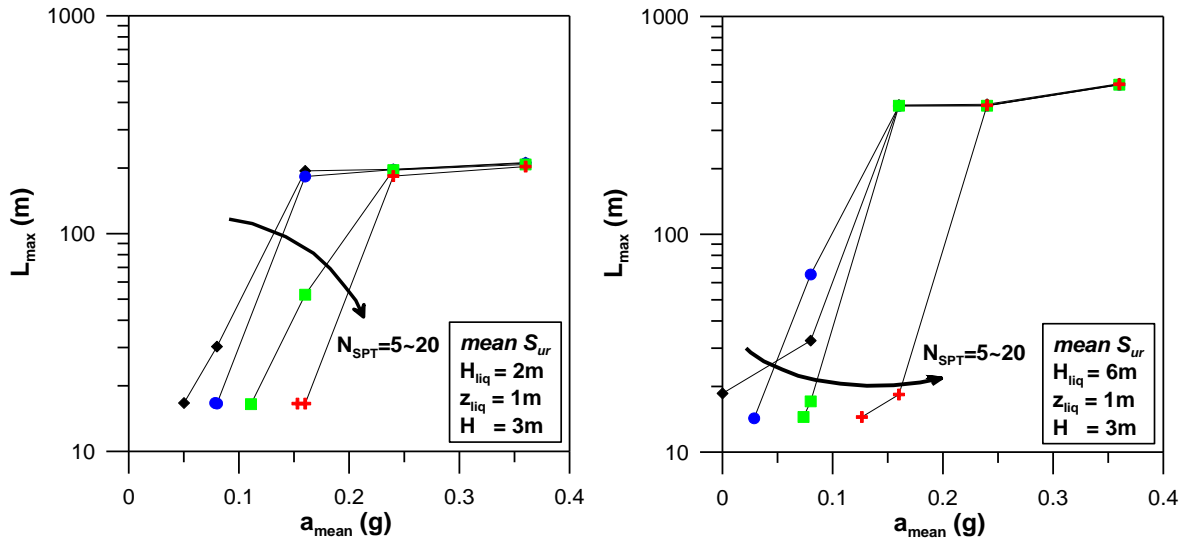 1000
100
10
L_max (m)
N_SPT=5~20
mean S_ur
H_liq = 2m
z_liq = 1m
H = 3m
0 0.1 0.2 0.3 0.4
a_mean (g)
1000
100
10
L_max (m)
N_SPT=5~20
mean S_ur
H_liq = 6m
z_liq = 1m
H = 3m
0 0.1 0.2 0.3 0.4
a_mean (g)